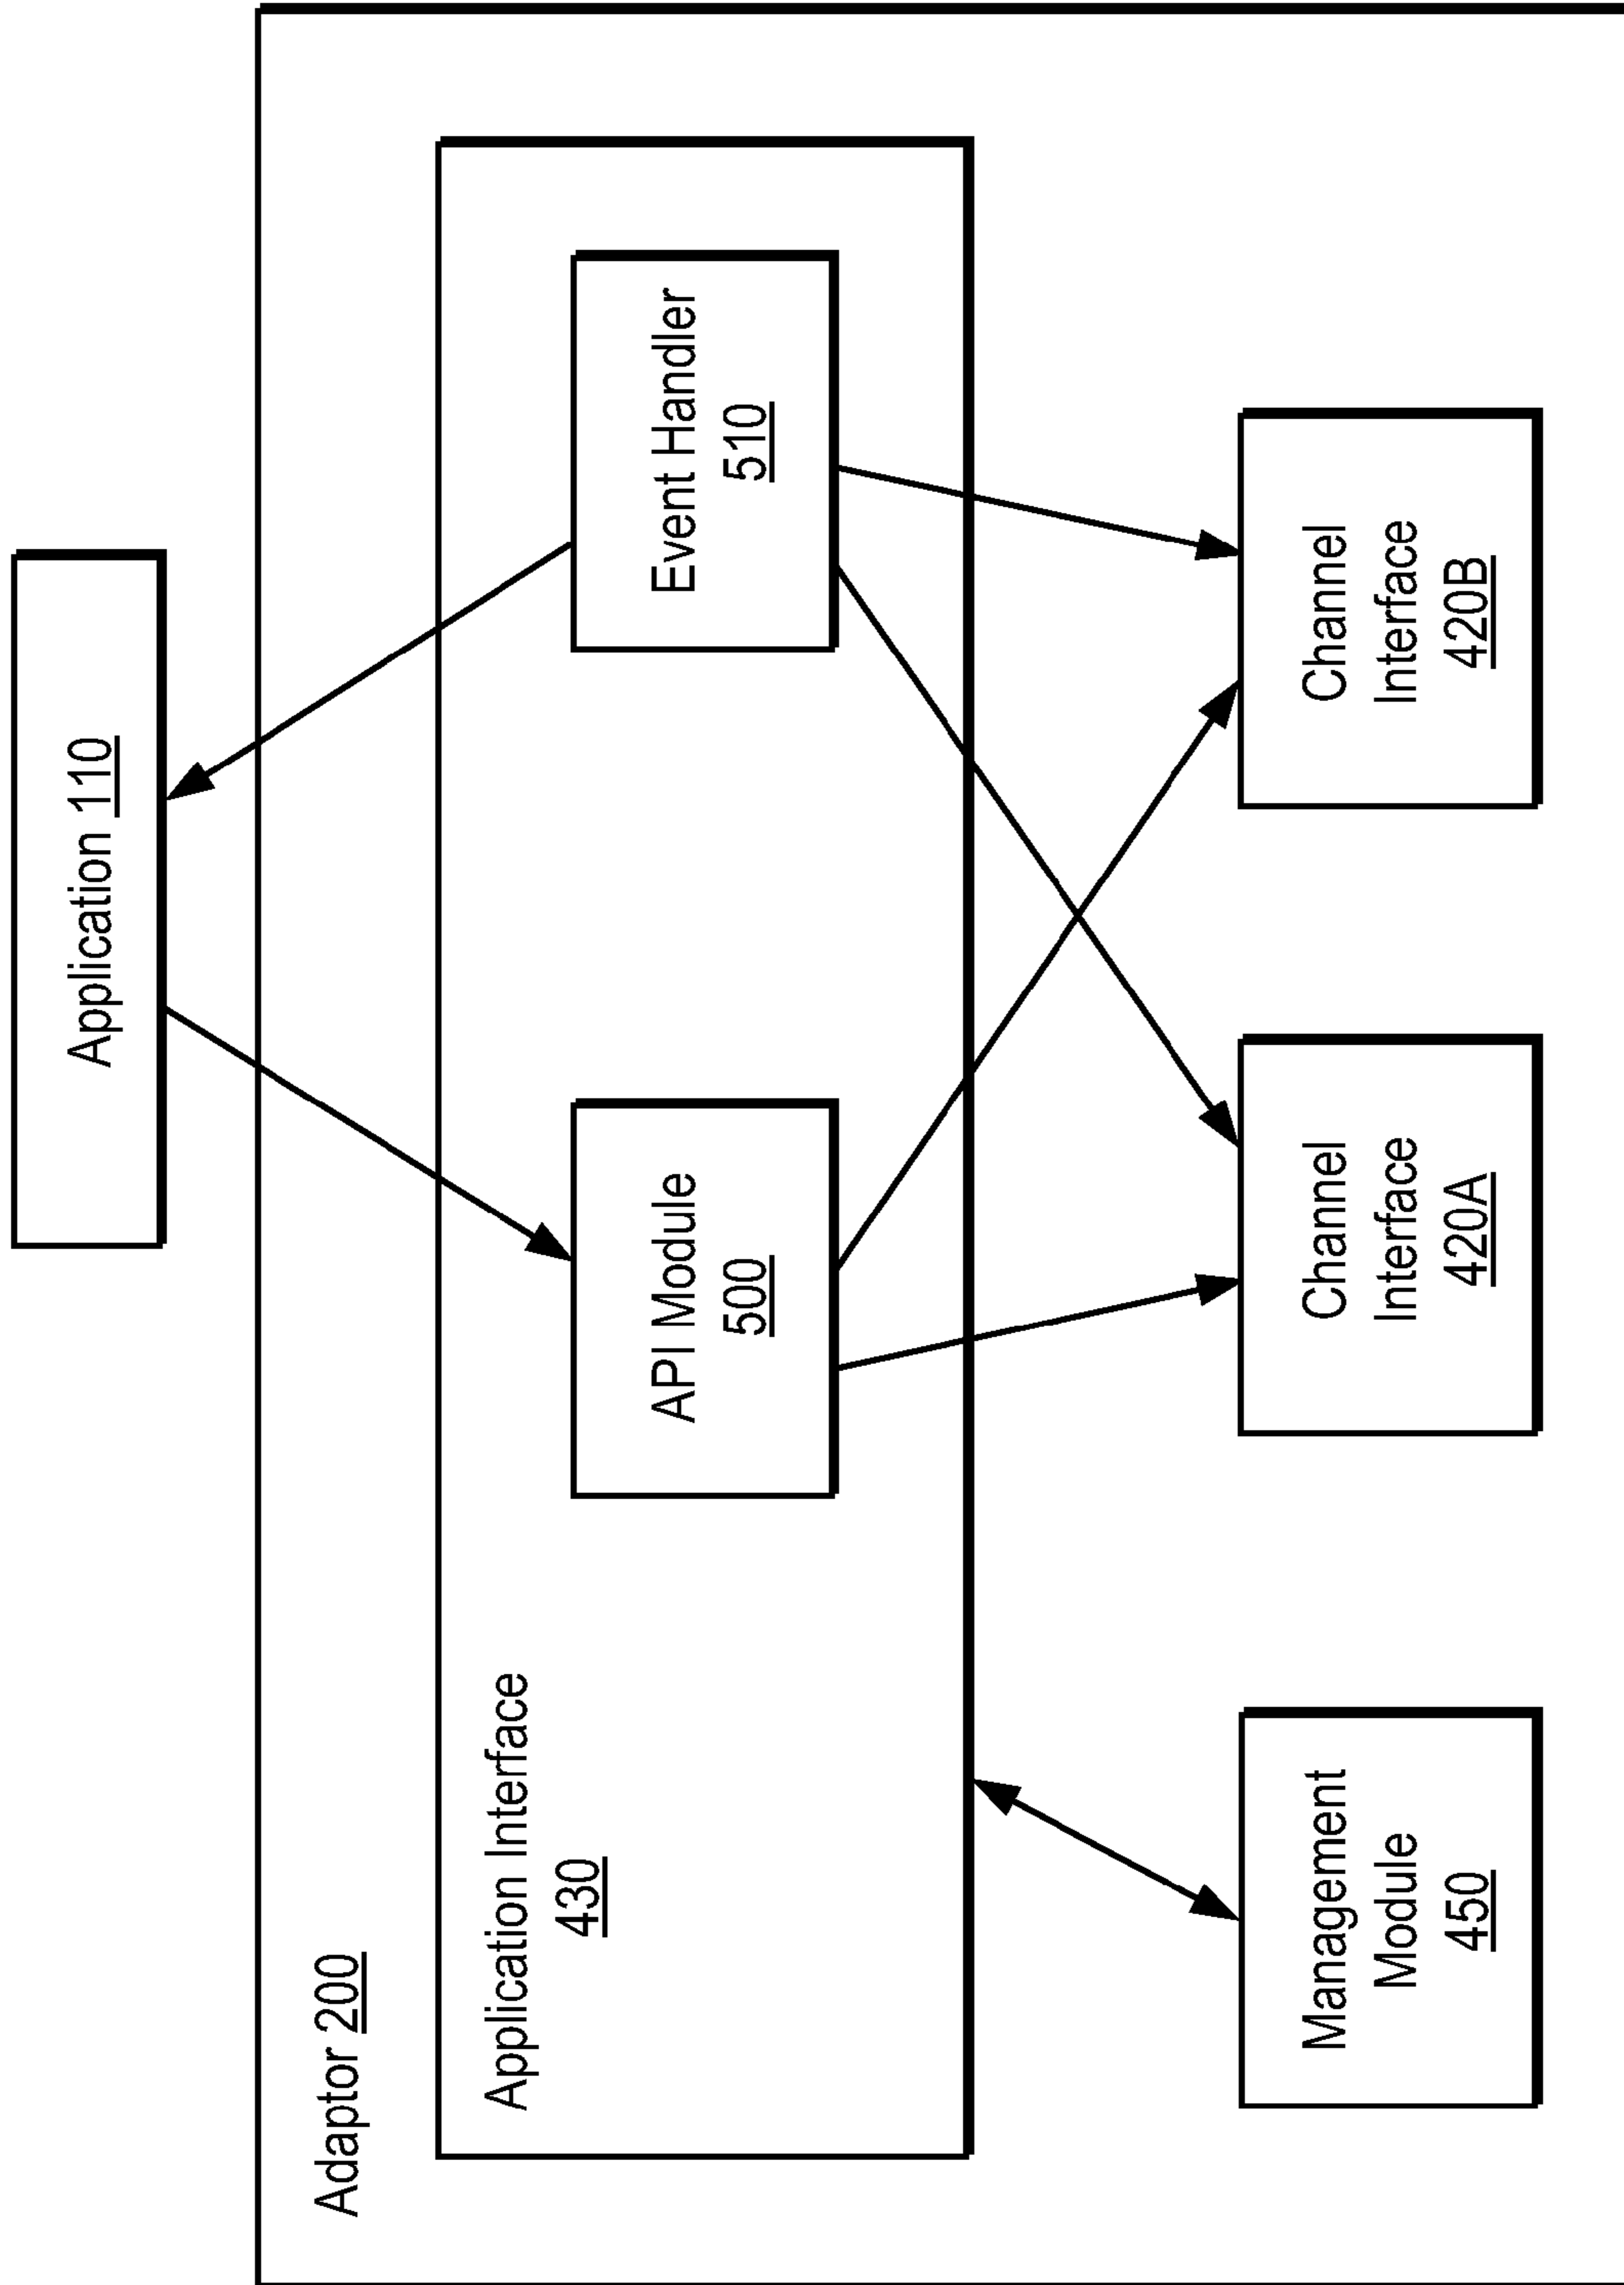 Application 110
Adaptor 200
Application Interface
430
API Module
500
Event Handler
510
Management
Module
450
Channel
Interface
420A
Channel
Interface
420B